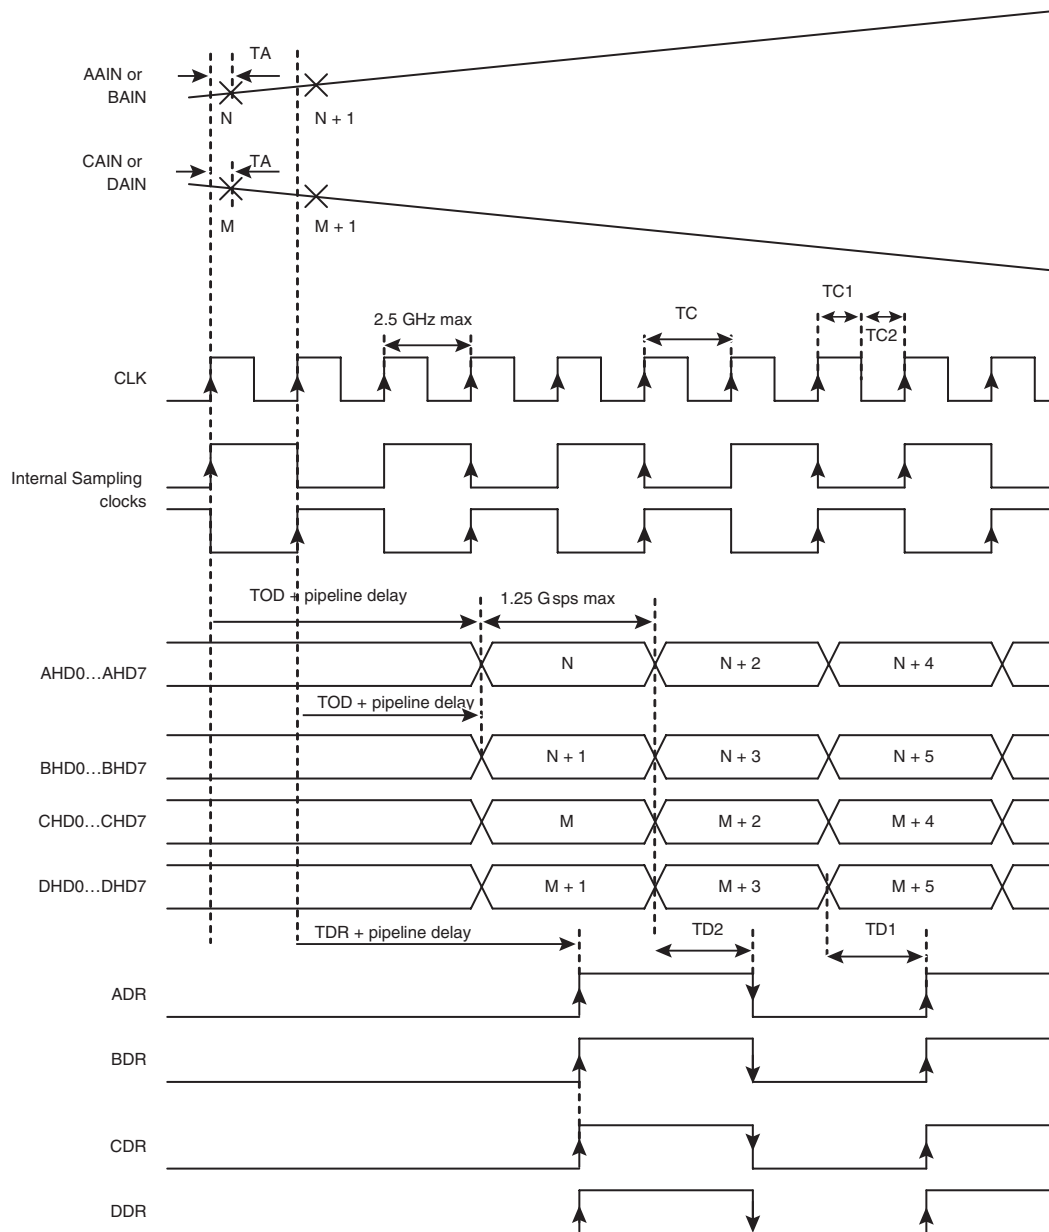 TA
AAIN or
BAIN
N
N + 1
CAIN or
DAIN
TA
M
M + 1
TC1
2.5 GHz max
TC
TC2
CLK
Internal Sampling
clocks
TOD + pipeline delay
1.25 Gsps max
AHD0…AHD7
N
N + 2
N + 4
TOD + pipeline delay
BHD0…BHD7
N + 1
N + 3
N + 5
CHD0…CHD7
M
M + 2
M + 4
DHD0…DHD7
M + 1
M + 3
M + 5
TDR + pipeline delay
TD2
TD1
ADR
BDR
CDR
DDR